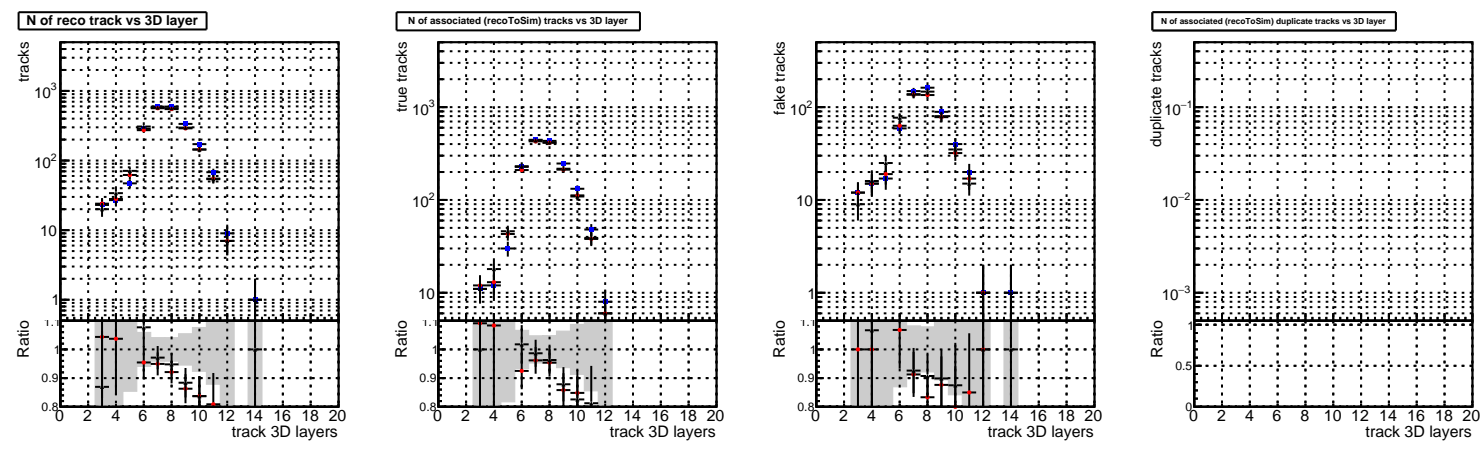 N of reco track vs 3D layer
tracks
10³
10²
10
1
Ratio
1.1
1
0.9
0.8
0 2 4 6 8 10 12 14 16 18 20
track 3D layers
N of associated (recoToSim) tracks vs 3D layer
true tracks
10³
10²
10
Ratio
1.1
1
0.9
0.8
0 2 4 6 8 10 12 14 16 18 20
track 3D layers
fake tracks
10²
10
1
Ratio
1.1
1
0.9
0.8
0 2 4 6 8 10 12 14 16 18 20
track 3D layers
N of associated (recoToSim) duplicate tracks vs 3D layer
duplicate tracks
10⁻¹
10⁻²
10⁻³
Ratio
1
0.5
0
0 2 4 6 8 10 12 14 16 18 20
track 3D layers